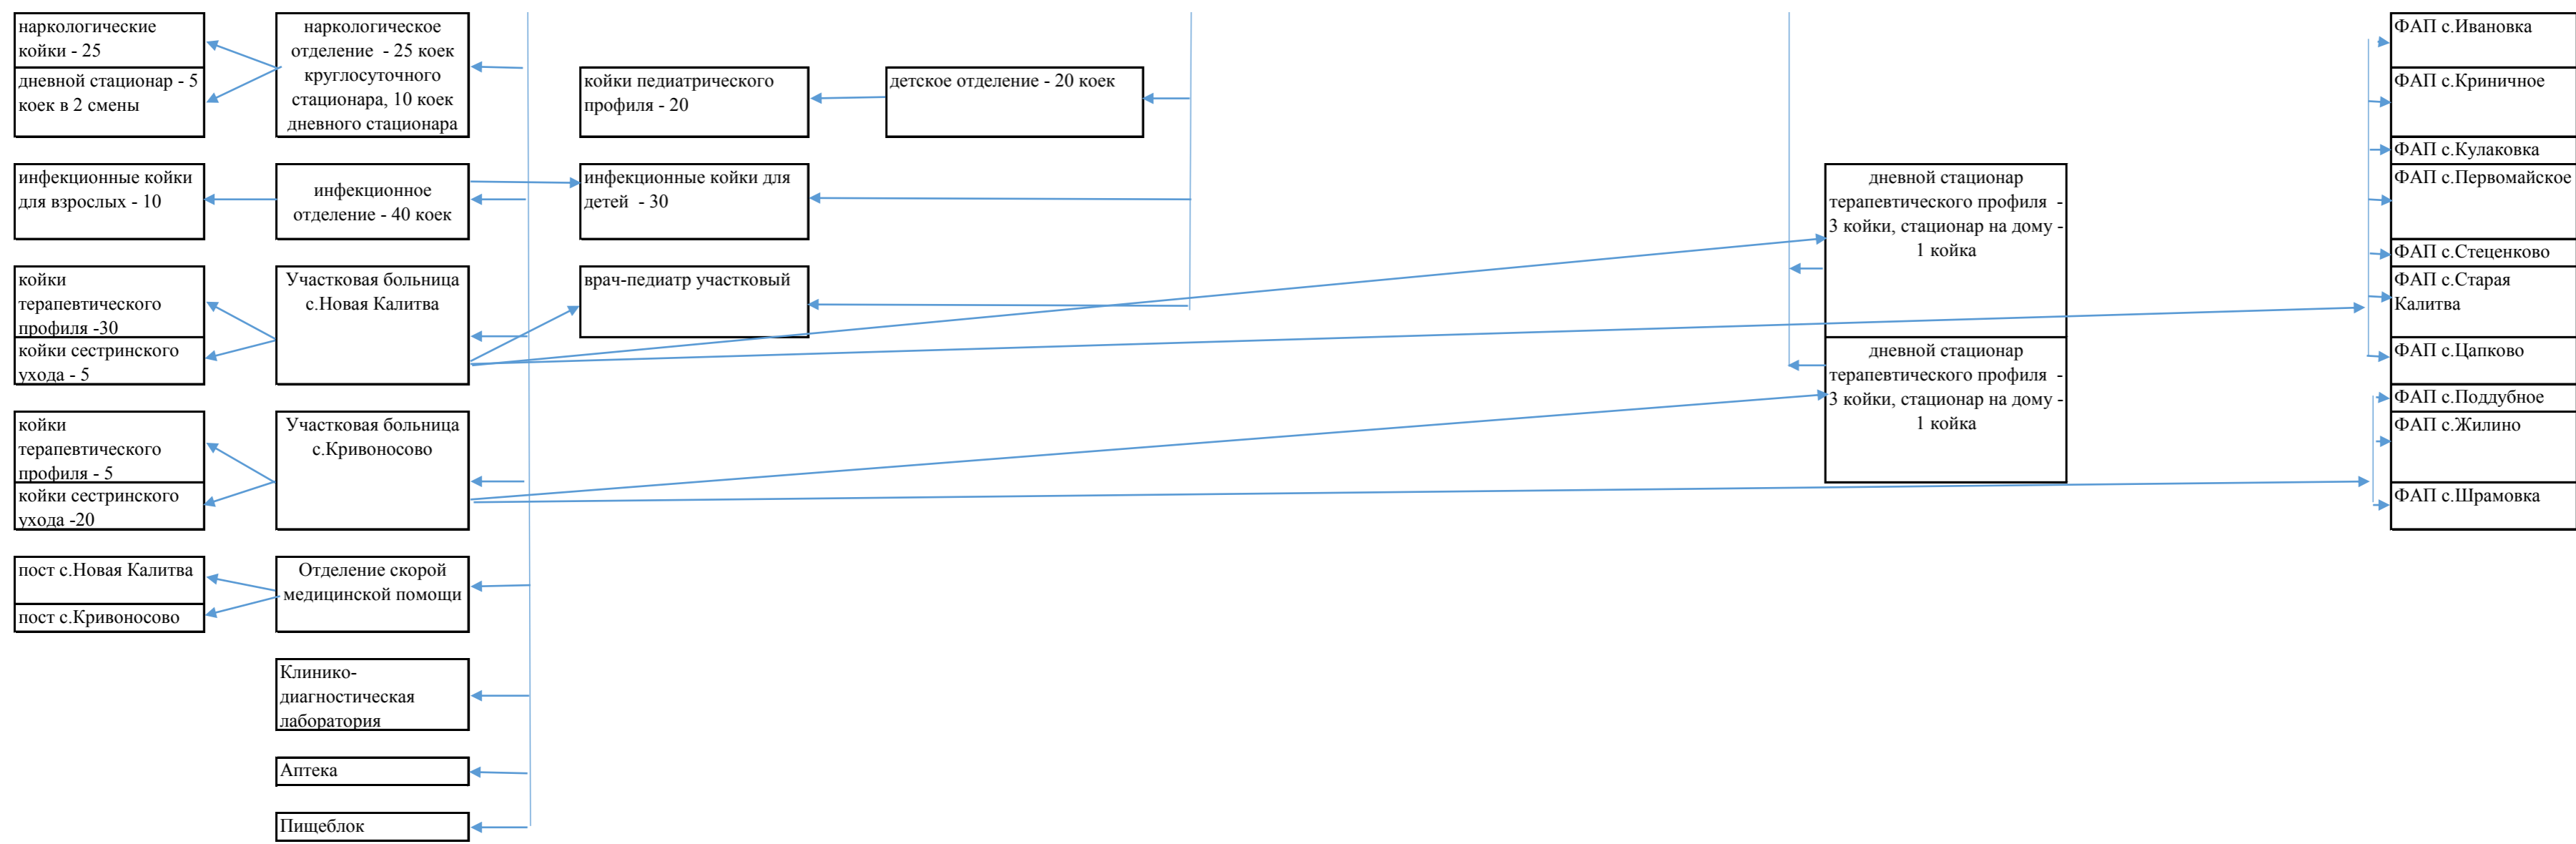 наркологические
койки - 25
дневной стационар - 5
коек в 2 смены
наркологическое
отделение - 25 коек
круглосуточного
стационара, 10 коек
дневного стационара
койки педиатрического
профиля - 20
детское отделение - 20 коек
инфекционные койки
для взрослых - 10
инфекционное
отделение - 40 коек
инфекционные койки для
детей - 30
койки
терапевтического
профиля -30
койки сестринского
ухода - 5
Участковая больница
с.Новая Калитва
врач-педиатр участковый
дневной стационар
терапевтического профиля -
3 койки, стационар на дому -
1 койка
дневной стационар
терапевтического профиля -
3 койки, стационар на дому -
1 койка
койки
терапевтического
профиля - 5
койки сестринского
ухода -20
Участковая больница
с.Кривоносово
пост с.Новая Калитва
пост с.Кривоносово
Отделение скорой
медицинской помощи
Клинико-
диагностическая
лаборатория
Аптека
Пищеблок
ФАП с.Ивановка
ФАП с.Криничное
ФАП с.Кулаковка
ФАП с.Первомайское
ФАП с.Стеценково
ФАП с.Старая
Калитва
ФАП с.Цапково
ФАП с.Поддубное
ФАП с.Жилино
ФАП с.Шрамовка